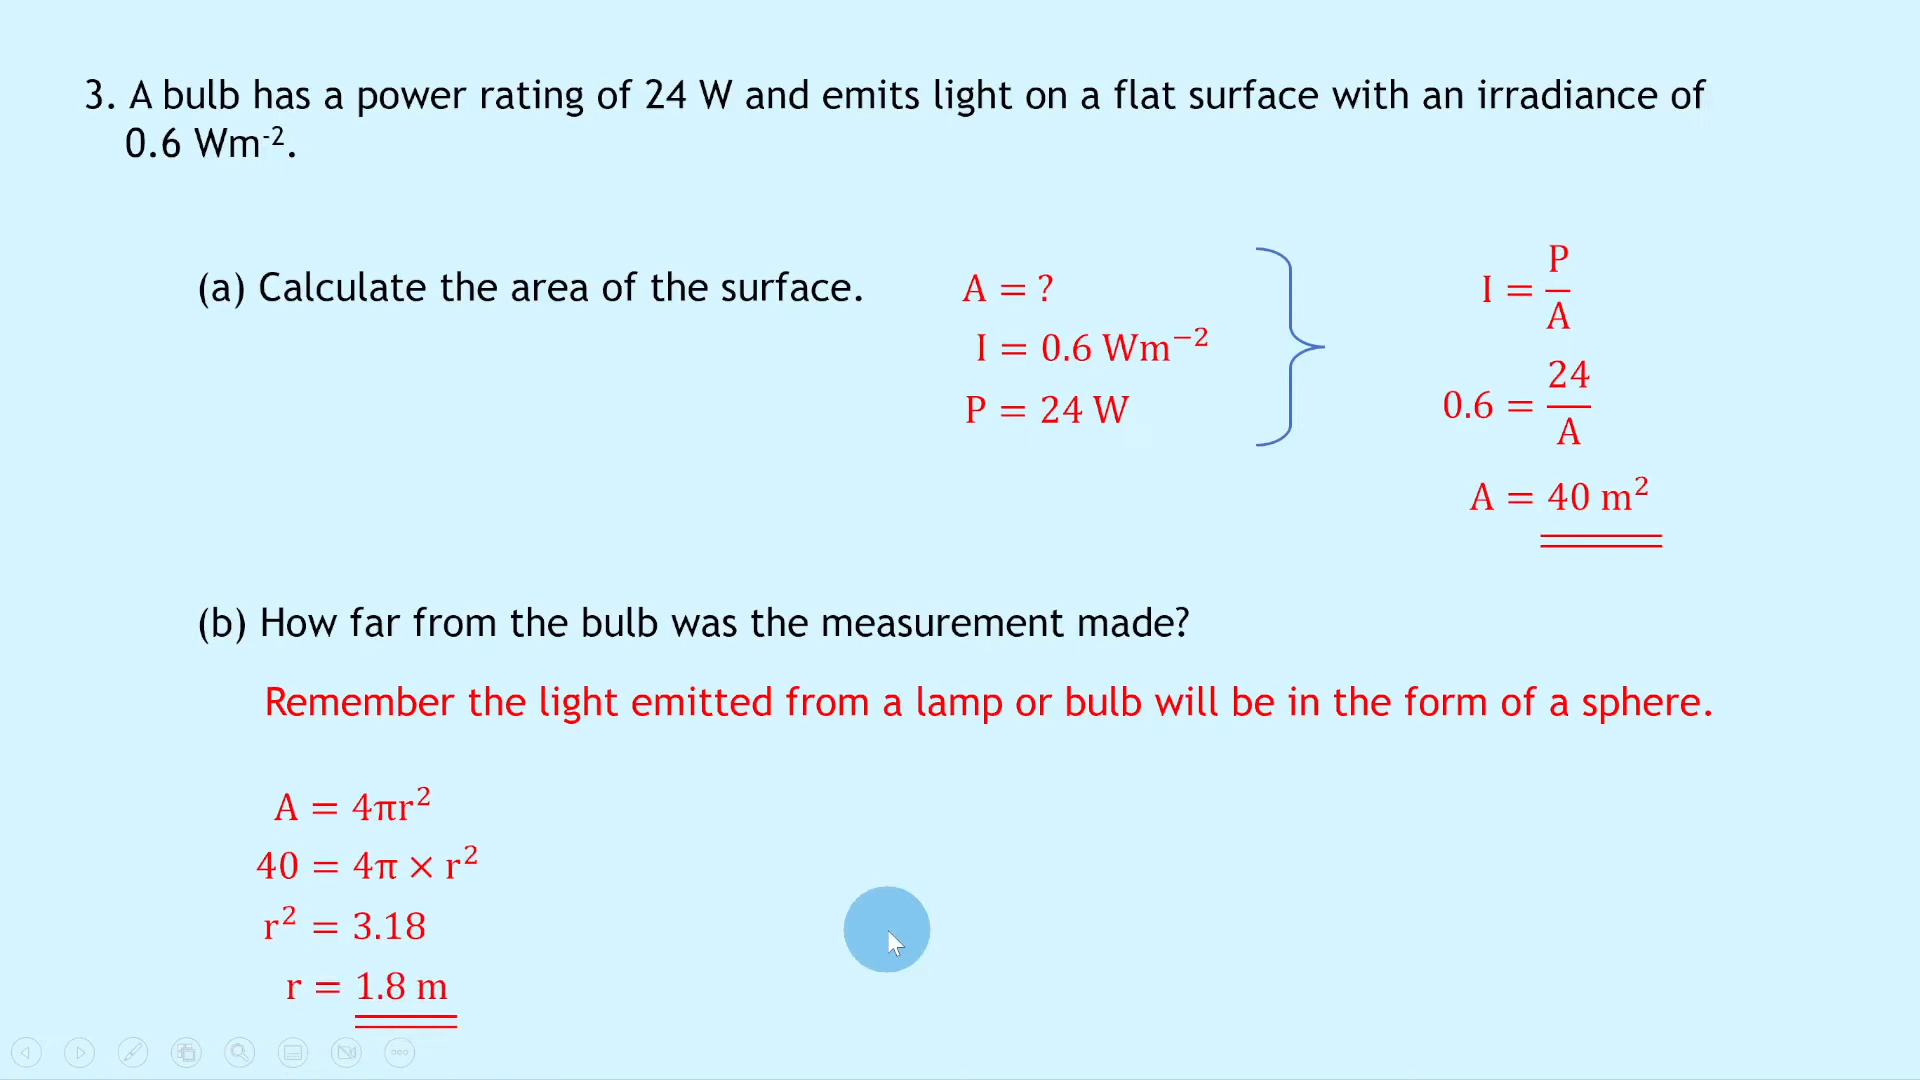 3. A bulb has a power rating of 24 W and emits light on a flat surface with an irradiance of
0.6 Wm⁻².
(a) Calculate the area of the surface.
A = ?
I = 0.6 Wm⁻²
P = 24 W
I = P/A
0.6 = 24/A
A = 40 m²
(b) How far from the bulb was the measurement made?
Remember the light emitted from a lamp or bulb will be in the form of a sphere.
A = 4πr²
40 = 4π × r²
r² = 3.18
r = 1.8 m